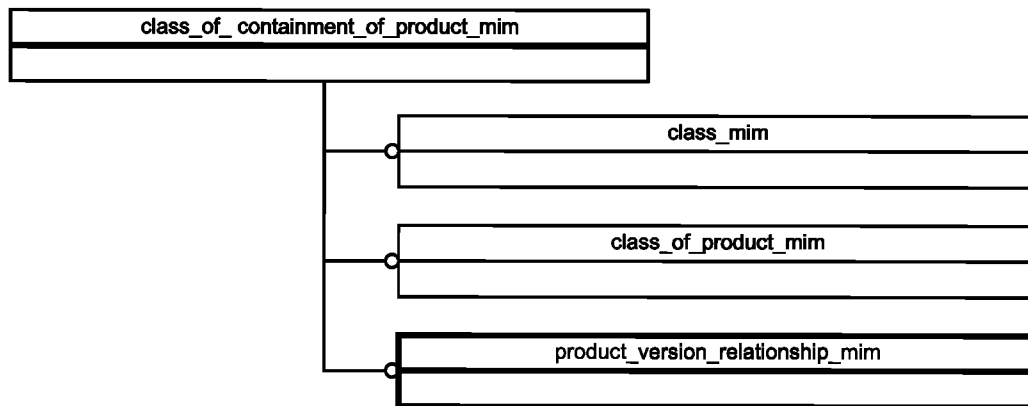 class_of_ containment_of_product_mim
class_mim
class_of_product_mim
product_version_relationship_mim